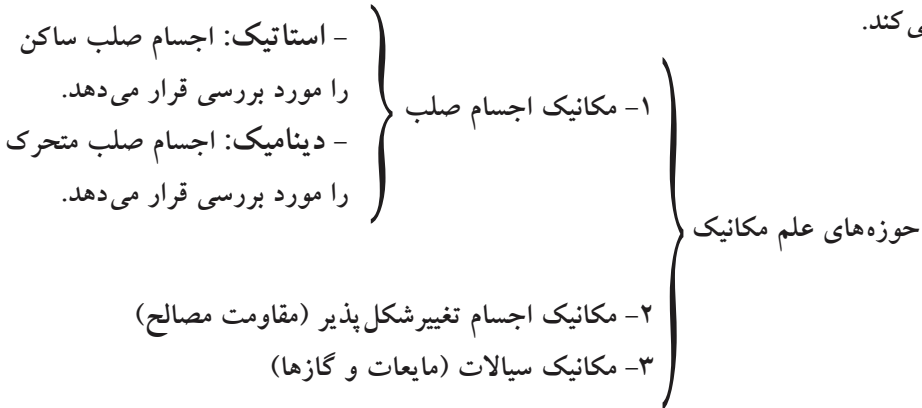 ی‌کند.
حوزه‌های علم مکانیک
۱- مکانیک اجسام صلب
- استاتیک: اجسام صلب ساکن
را مورد بررسی قرار می‌دهد.
- دینامیک: اجسام صلب متحرک
را مورد بررسی قرار می‌دهد.
۲- مکانیک اجسام تغییرشکل‌پذیر (مقاومت مصالح)
۳- مکانیک سیالات (مایعات و گازها)